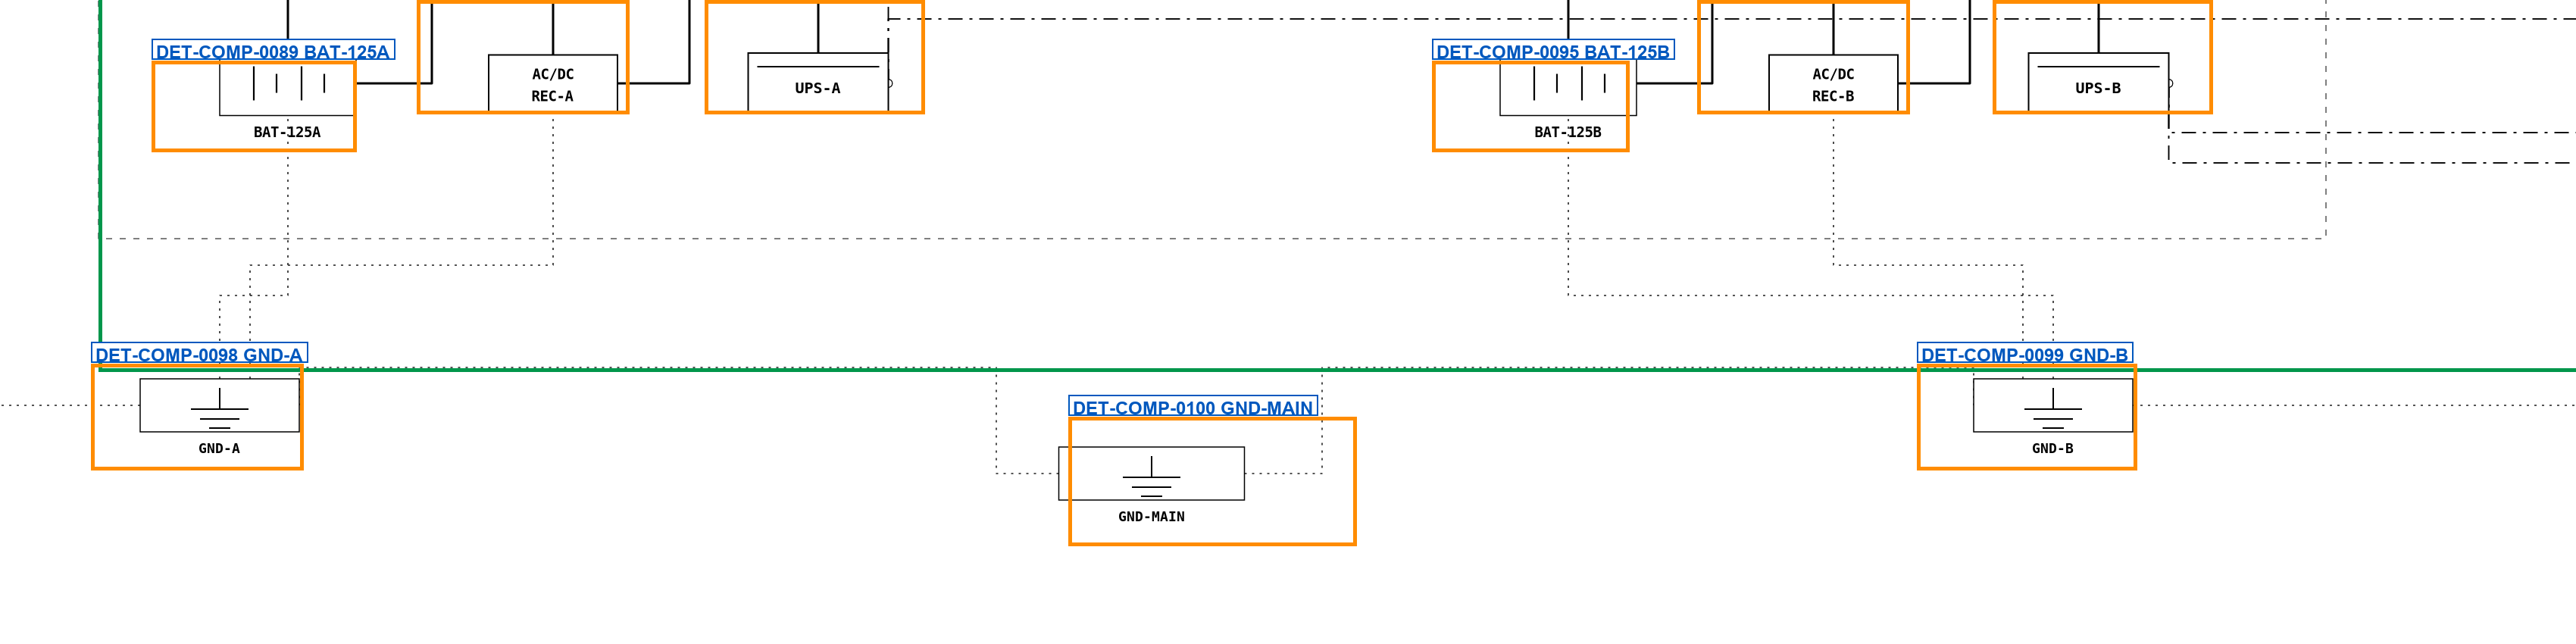 DET-COMP-0089 BAT-125A
BAT-125A
AC/DC
REC-A
UPS-A
DET-COMP-0095 BAT-125B
BAT-125B
AC/DC
REC-B
UPS-B
DET-COMP-0098 GND-A
GND-A
DET-COMP-0100 GND-MAIN
GND-MAIN
DET-COMP-0099 GND-B
GND-B